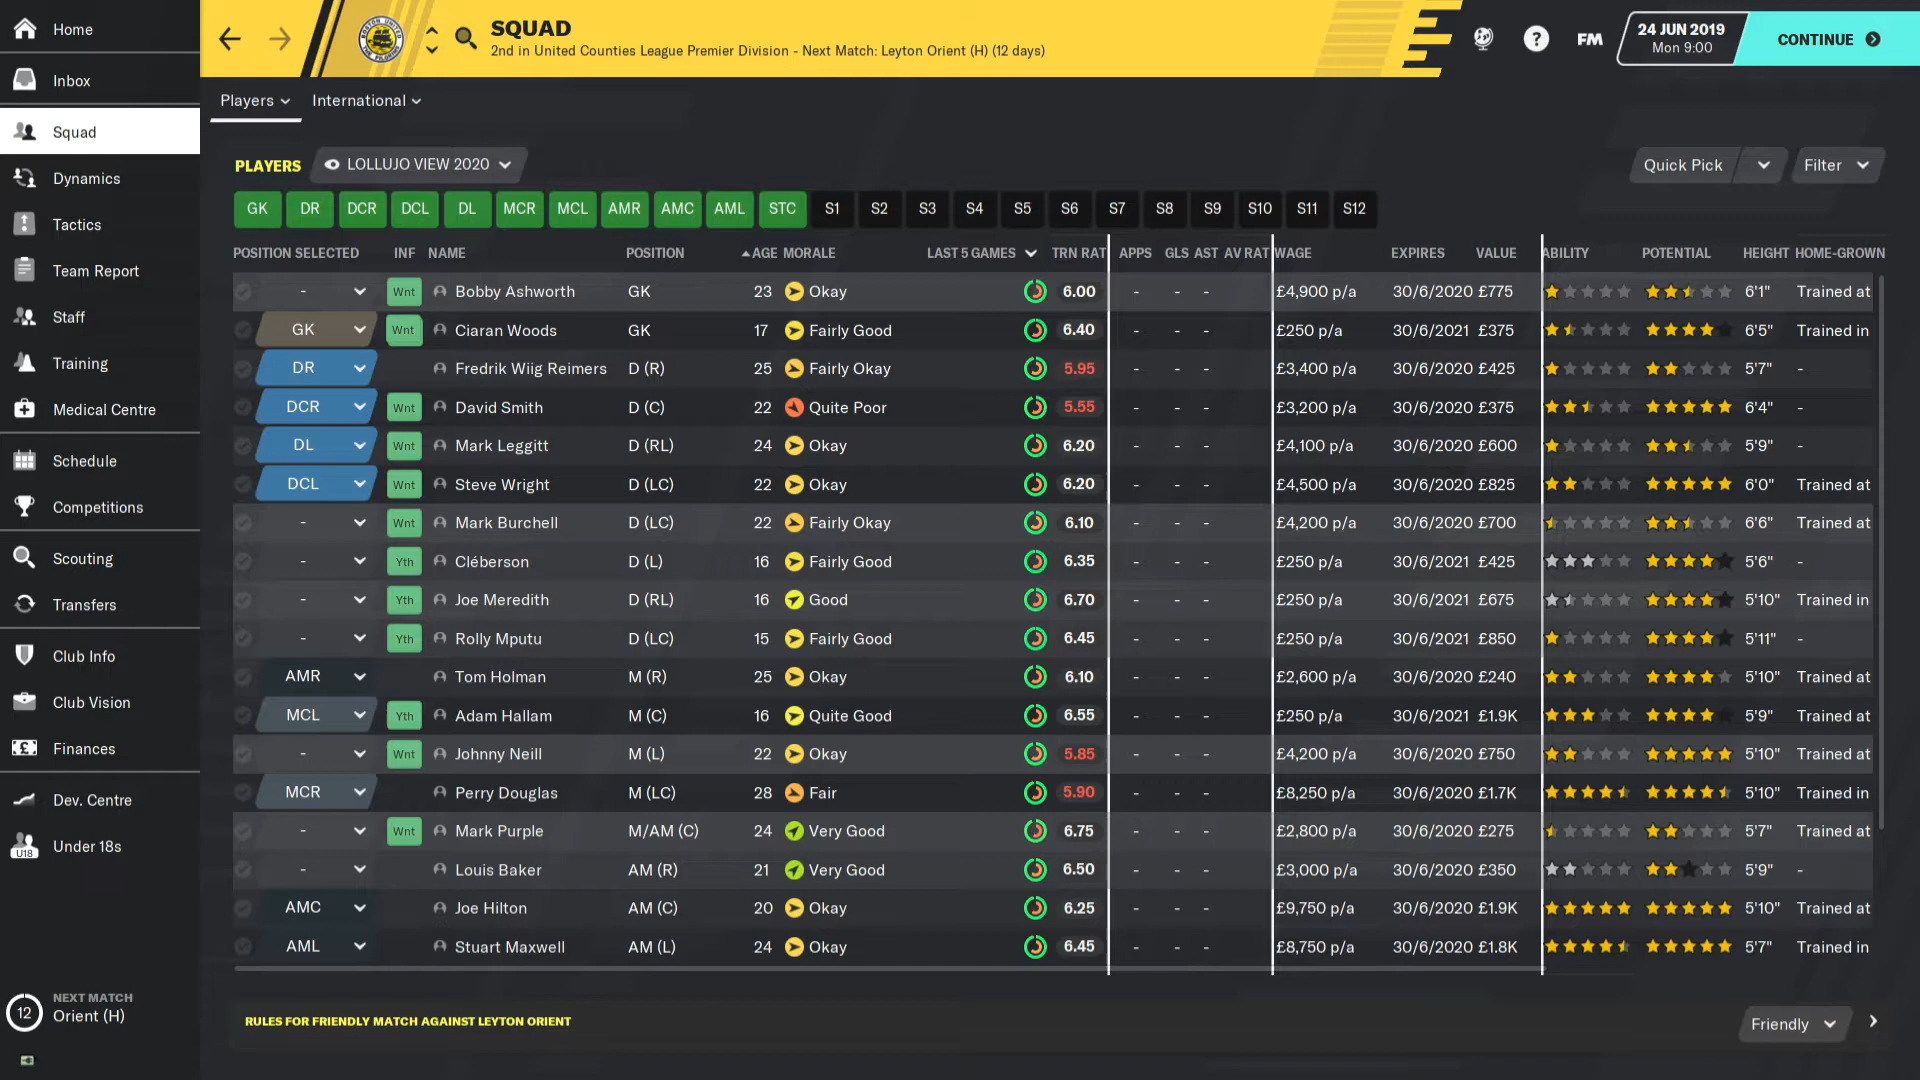 Home
Inbox
Squad
Dynamics
Tactics
Team Report
Staff
Training
Medical Centre
Schedule
Competitions
Scouting
Transfers
Club Info
Club Vision
Finances
Dev. Centre
U18
Under 18s
12
NEXT MATCH
Orient (H)
SQUAD
2nd in United Counties League Premier Division - Next Match: Leyton Orient (H) (12 days)
?
FM
24 JUN 2019
Mon 9:00
CONTINUE
Players
International
PLAYERS
LOLLUJO VIEW 2020
Quick Pick
Filter
GK DR DCR DCL DL MCR MCL AMR AMC AML STC S1 S2 S3 S4 S5 S6 S7 S8 S9 S10 S11 S12
POSITION SELECTED INF NAME POSITION AGE MORALE LAST 5 GAMES TRN RAT APPS GLS AST AV RAT WAGE EXPIRES VALUE ABILITY POTENTIAL HEIGHT HOME-GROWN
- Wnt Bobby Ashworth GK 23 Okay 6.00 - - - £4,900 p/a 30/6/2020 £775 6'1" Trained at
GK Wnt Ciaran Woods GK 17 Fairly Good 6.40 - - - £250 p/a 30/6/2021 £375 6'5" Trained in
DR Fredrik Wiig Reimers D (R) 25 Fairly Okay 5.95 - - - £3,400 p/a 30/6/2020 £425 5'7" -
DCR Wnt David Smith D (C) 22 Quite Poor 5.55 - - - £3,200 p/a 30/6/2020 £375 6'4" -
DL Wnt Mark Leggitt D (RL) 24 Okay 6.20 - - - £4,100 p/a 30/6/2020 £600 5'9" -
DCL Wnt Steve Wright D (LC) 22 Okay 6.20 - - - £4,500 p/a 30/6/2020 £825 6'0" Trained at
- Wnt Mark Burchell D (LC) 22 Fairly Okay 6.10 - - - £4,200 p/a 30/6/2020 £700 6'6" Trained at
- Yth Cléberson D (L) 16 Fairly Good 6.35 - - - £250 p/a 30/6/2021 £425 5'6" -
- Yth Joe Meredith D (RL) 16 Good 6.70 - - - £250 p/a 30/6/2021 £675 5'10" Trained in
- Yth Rolly Mputu D (LC) 15 Fairly Good 6.45 - - - £250 p/a 30/6/2021 £850 5'11" -
AMR Tom Holman M (R) 25 Okay 6.10 - - - £2,600 p/a 30/6/2020 £240 5'10" Trained at
MCL Yth Adam Hallam M (C) 16 Quite Good 6.55 - - - £250 p/a 30/6/2021 £1.9K 5'9" Trained at
- Wnt Johnny Neill M (L) 22 Okay 5.85 - - - £4,200 p/a 30/6/2020 £750 5'10" Trained at
MCR Perry Douglas M (LC) 28 Fair 5.90 - - - £8,250 p/a 30/6/2020 £1.7K 5'10" Trained in
- Wnt Mark Purple M/AM (C) 24 Very Good 6.75 - - - £2,800 p/a 30/6/2020 £275 5'7" Trained at
- Louis Baker AM (R) 21 Very Good 6.50 - - - £3,000 p/a 30/6/2020 £350 5'9" -
AMC Joe Hilton AM (C) 20 Okay 6.25 - - - £9,750 p/a 30/6/2020 £1.9K 5'10" Trained at
AML Stuart Maxwell AM (L) 24 Okay 6.45 - - - £8,750 p/a 30/6/2020 £1.8K 5'7" Trained in
RULES FOR FRIENDLY MATCH AGAINST LEYTON ORIENT
Friendly